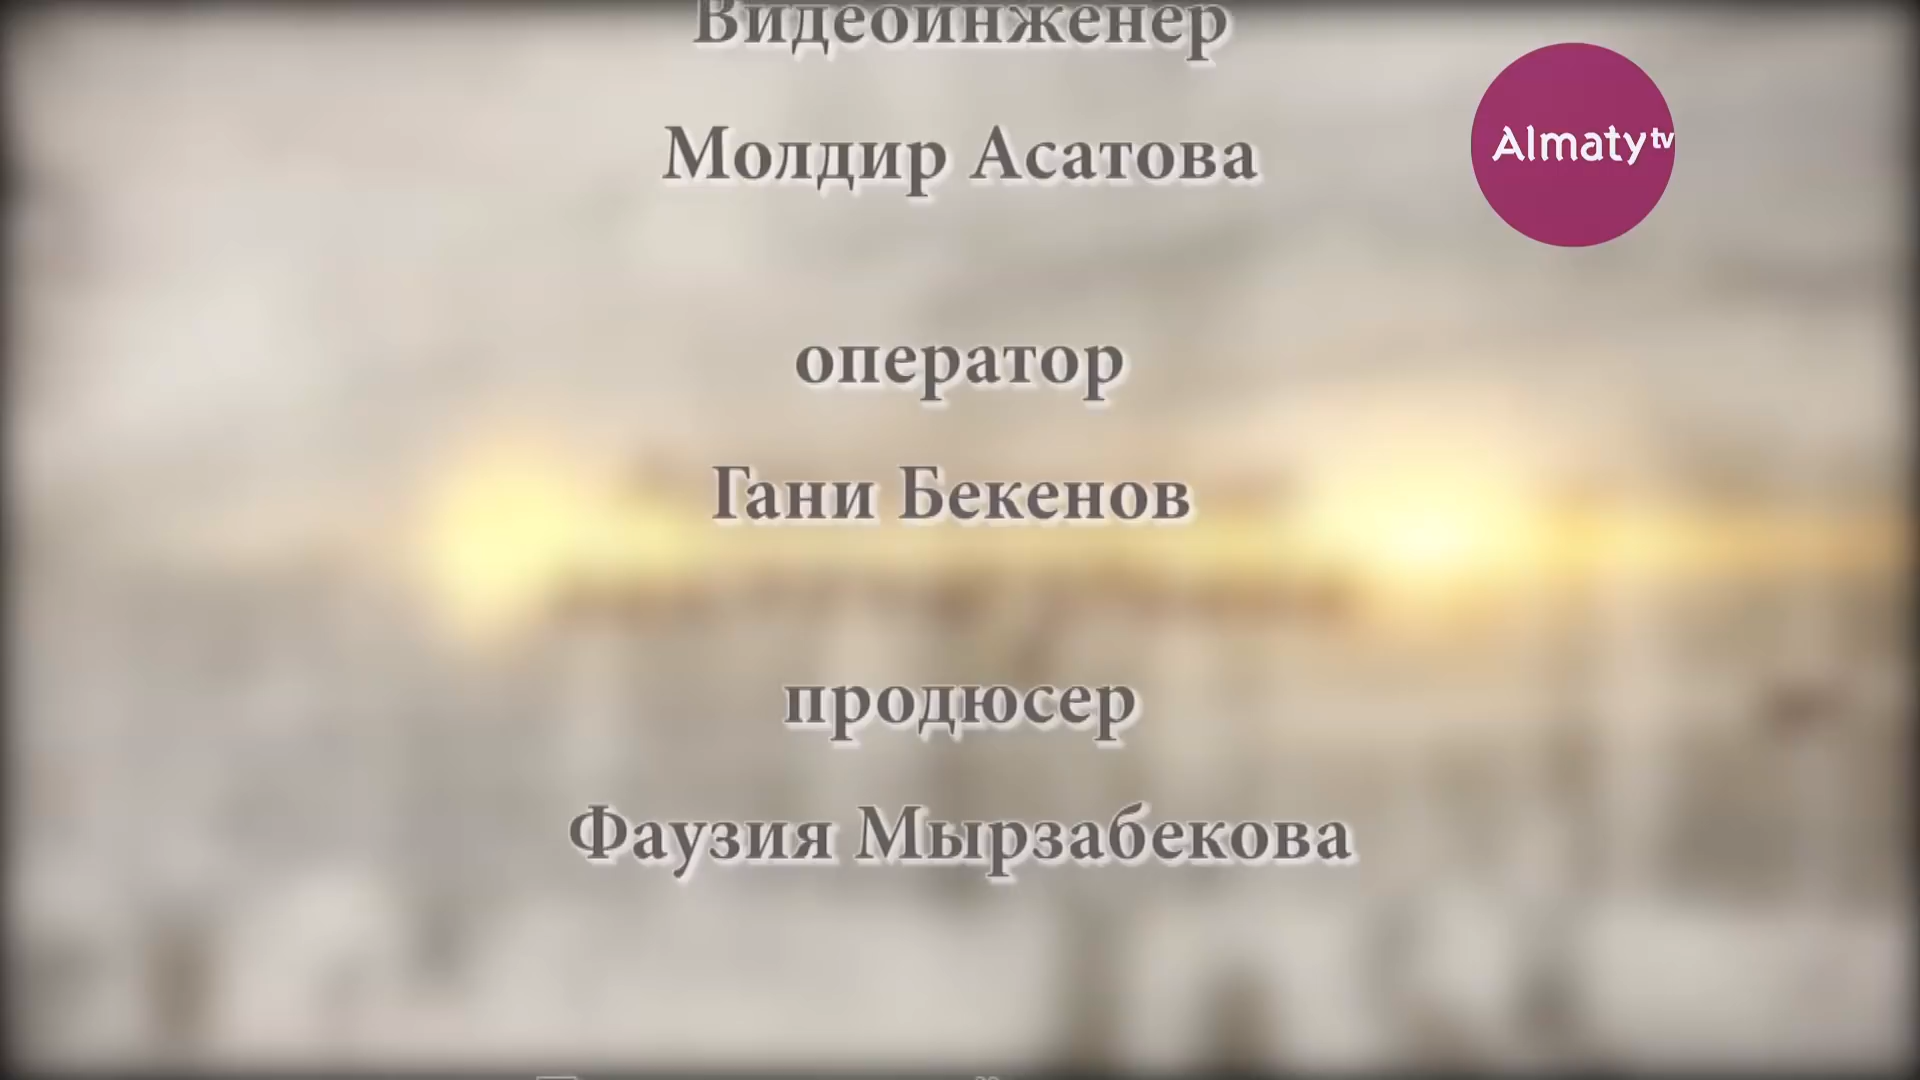 Видеоинженер
Almaty tv
Молдир Асатова
оператор
Гани Бекенов
продюсер
Фаузия Мырзабекова